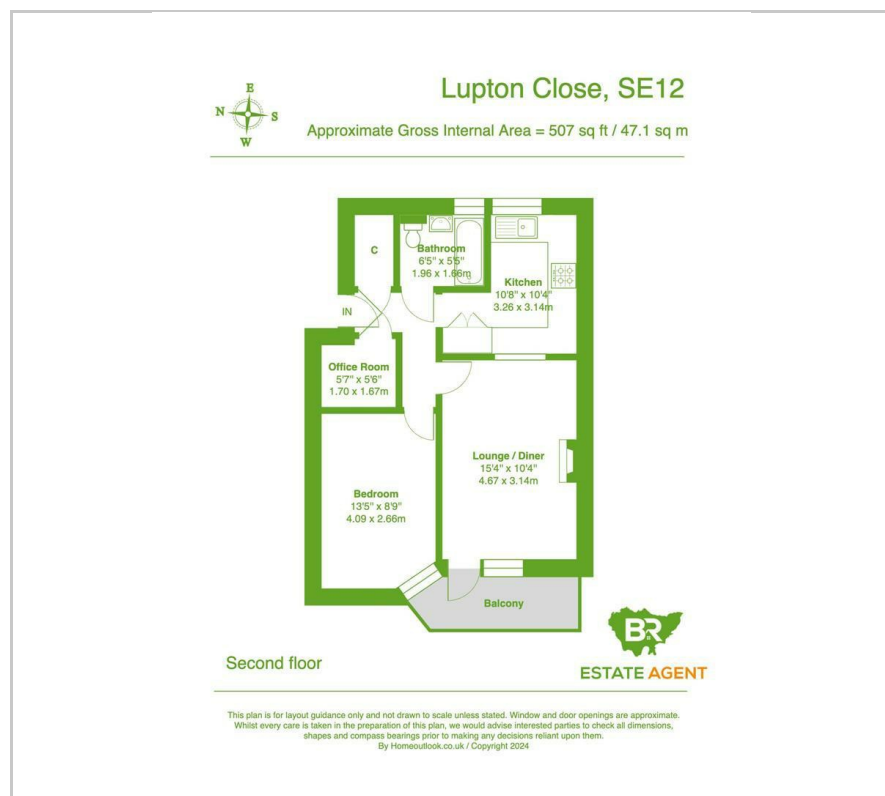 Lupton Close, SE12
E
N
S
W
Approximate Gross Internal Area = 507 sq ft / 47.1 sq m
C
Bathroom
6'5" x 5'5"
1.96 x 1.66m
Kitchen
10'8" x 10'4"
3.26 x 3.14m
IN
Office Room
5'7" x 5'6"
1.70 x 1.67m
Lounge / Diner
15'4" x 10'4"
4.67 x 3.14m
Bedroom
13'5" x 8'9"
4.09 x 2.66m
Balcony
BR
ESTATE AGENT
Second floor
This plan is for layout guidance only and not drawn to scale unless stated. Window and door openings are approximate.
Whilst every care is taken in the preparation of this plan, we would advise interested parties to check all dimensions,
shapes and compass bearings prior to making any decisions reliant upon them.
By Homeoutlook.co.uk / Copyright 2024